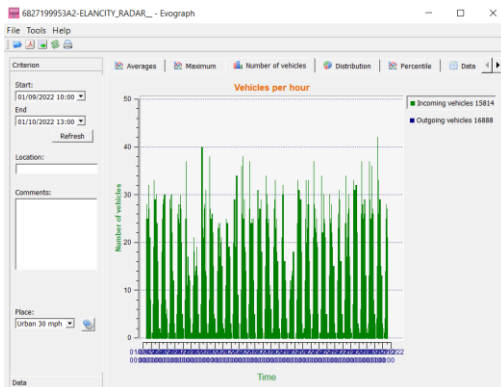 6827199953A2-ELANCITY_RADAR__ - Evograph
File Tools Help
Criterion
Start:
01/09/2022 10:00
End
01/10/2022 13:00
Refresh
Location:
Comments:
Place:
Urban 30 mph
Data
Averages Maximum Number of vehicles Distribution Percentile Data
Vehicles per hour
Incoming vehicles 15814
Outgoing vehicles 16888
Number of vehicles
50
40
30
20
10
0
Time